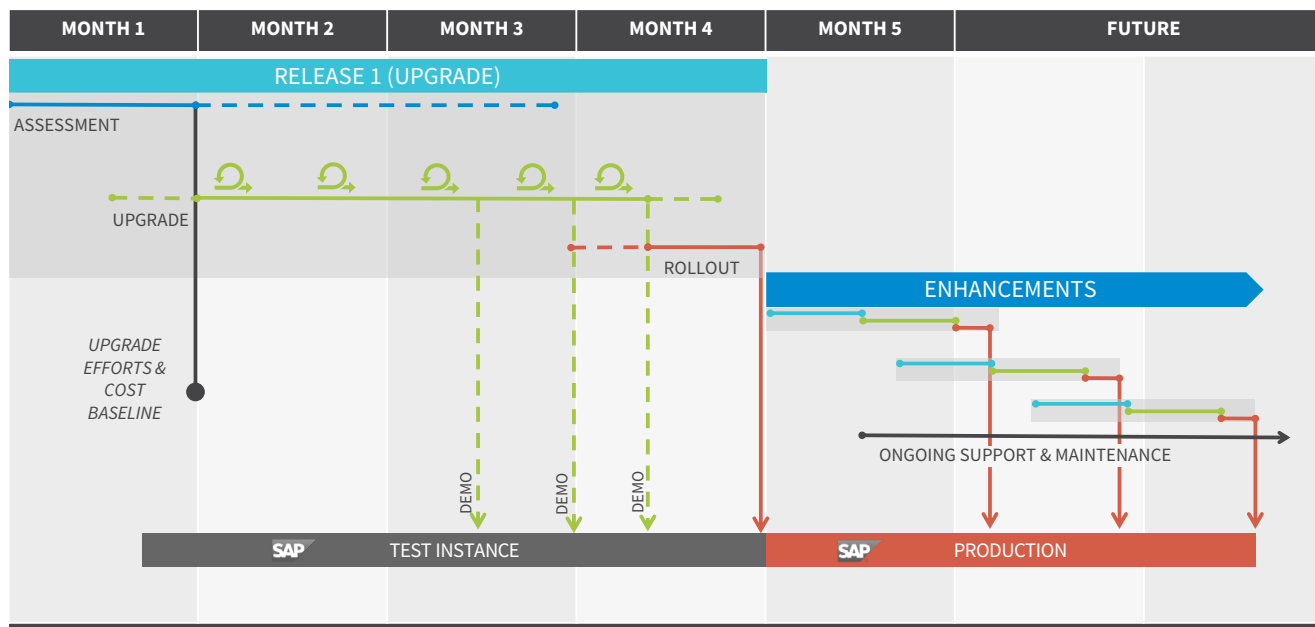 MONTH 1
MONTH 2
MONTH 3
MONTH 4
MONTH 5
FUTURE
RELEASE 1 (UPGRADE)
ASSESSMENT
UPGRADE
ROLLOUT
ENHANCEMENTS
UPGRADE
EFFORTS &
COST
BASELINE
ONGOING SUPPORT & MAINTENANCE
DEMO
DEMO
DEMO
SAP
TEST INSTANCE
SAP
PRODUCTION